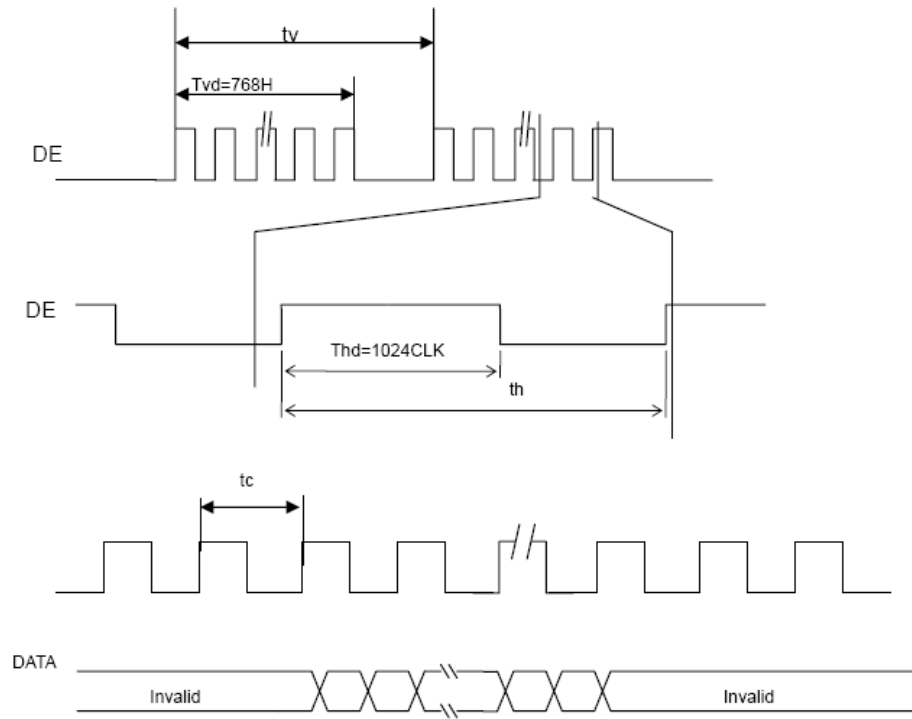 tv
Tvd=768H
DE
DE
Thd=1024CLK
th
tc
DATA
Invalid
Invalid